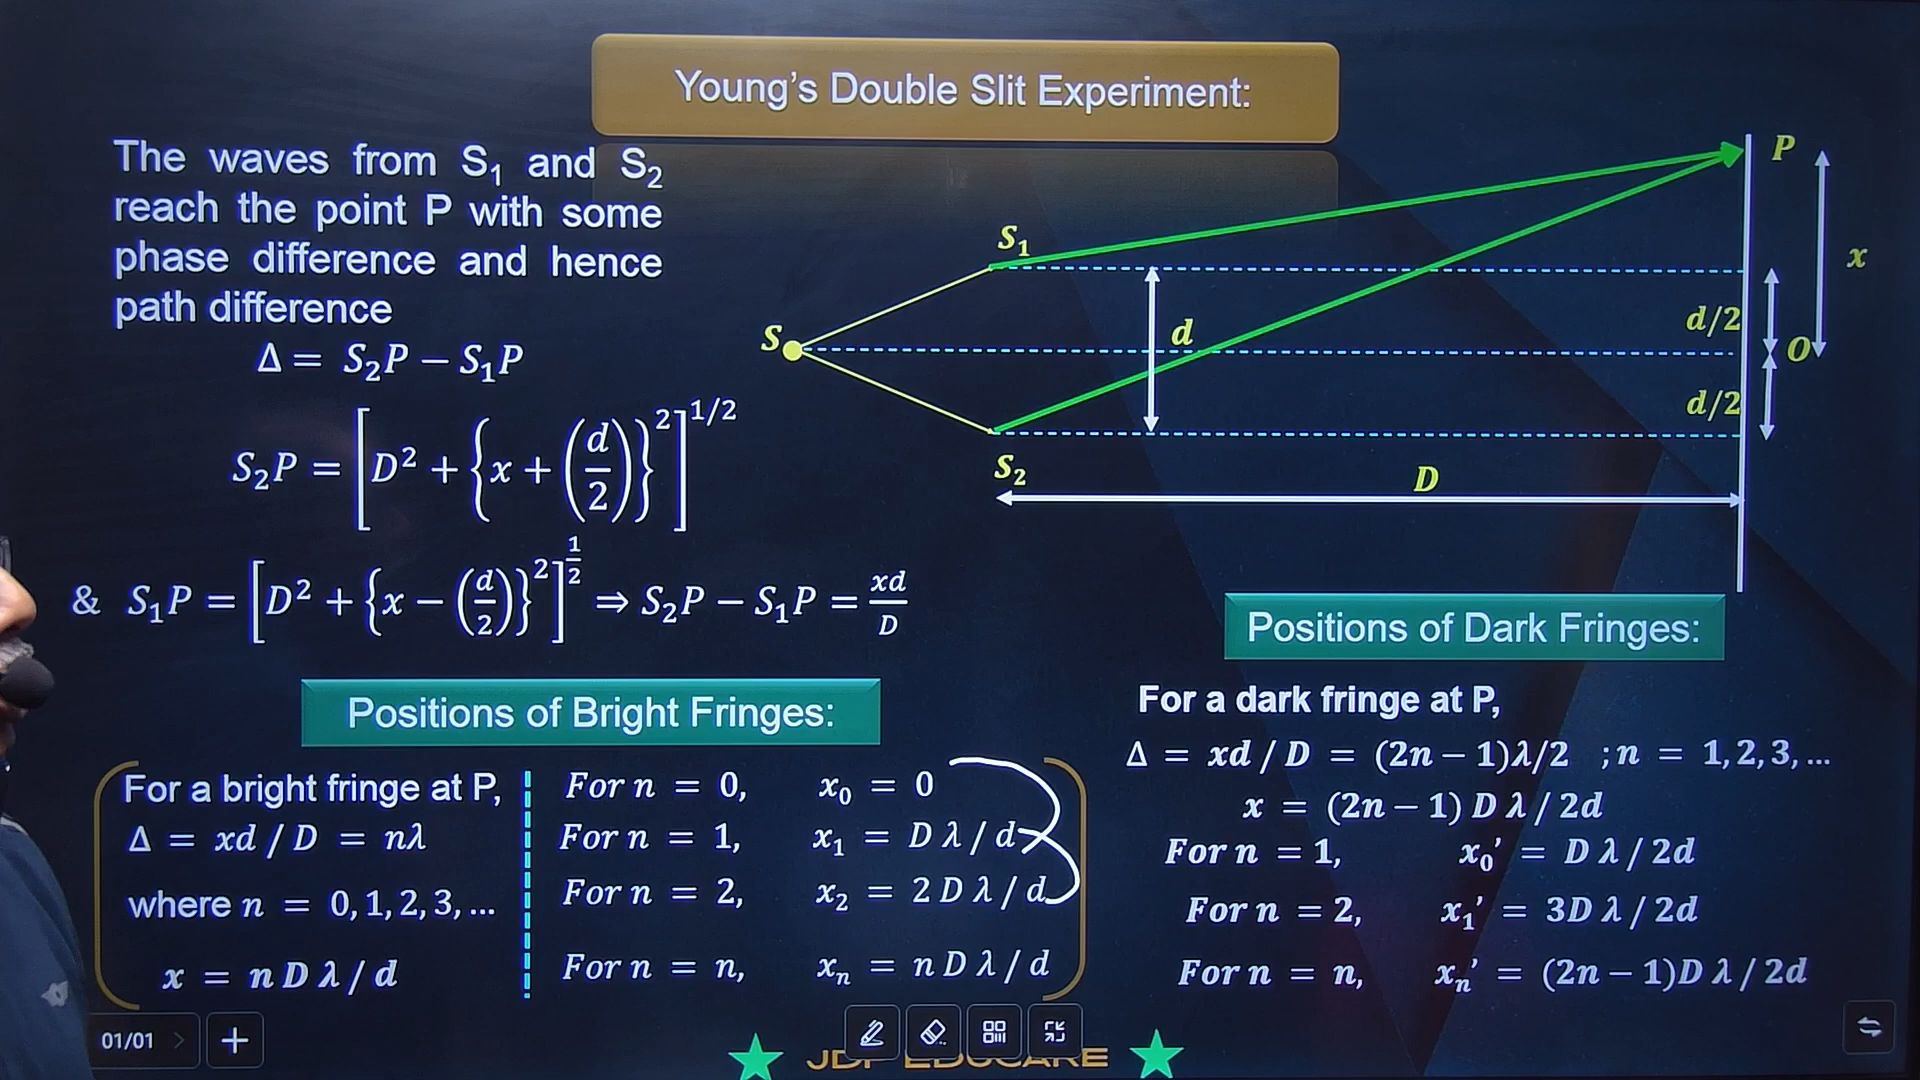 Young's Double Slit Experiment:
The waves from S₁ and S₂
reach the point P with some
phase difference and hence
path difference
Δ = S₂P − S₁P
S₂P = [D² + {x + (d/2)}²]^1/2
& S₁P = [D² + {x − (d/2)}²]^1/2 ⇒ S₂P − S₁P = xd/D
S
S₁
S₂
d
D
P
x
d/2
O
d/2
Positions of Bright Fringes:
For a bright fringe at P,
Δ = xd / D = nλ
where n = 0, 1, 2, 3, ...
x = n D λ / d
For n = 0, x₀ = 0
For n = 1, x₁ = D λ / d
For n = 2, x₂ = 2 D λ / d
For n = n, xₙ = n D λ / d
Positions of Dark Fringes:
For a dark fringe at P,
Δ = xd / D = (2n − 1)λ/2 ; n = 1, 2, 3, ...
x = (2n − 1) D λ / 2d
For n = 1, x₀' = D λ / 2d
For n = 2, x₁' = 3D λ / 2d
For n = n, xₙ' = (2n − 1)D λ / 2d
01/01
JDP EDUCARE